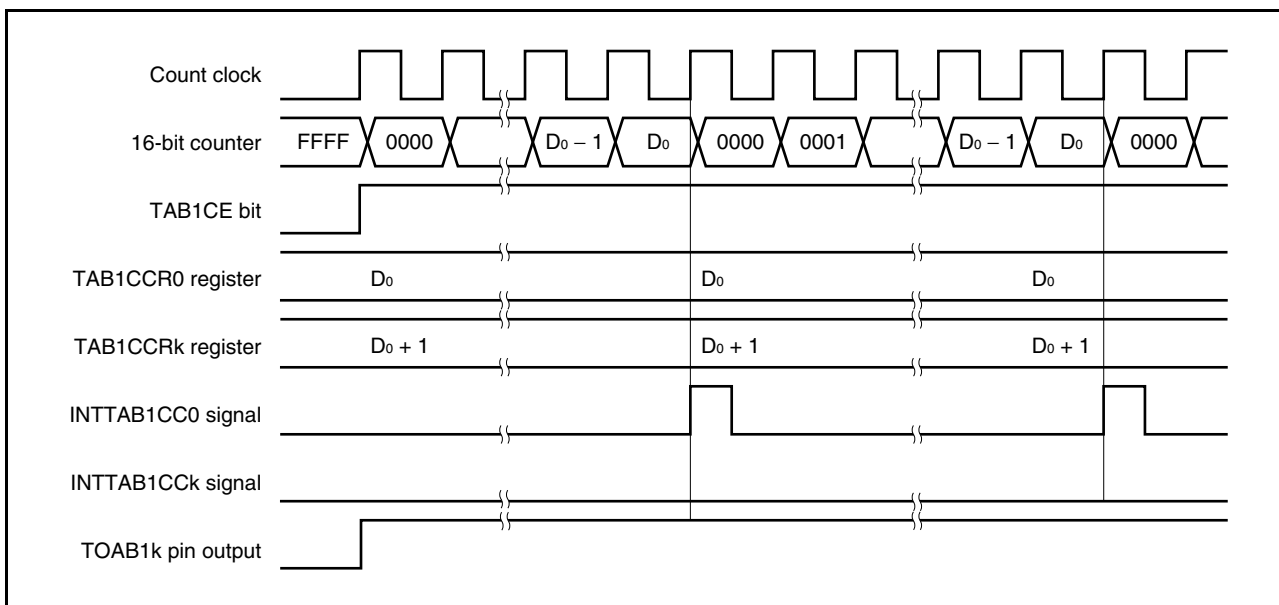 Count clock
16-bit counter FFFF 0000 D₀ − 1 D₀ 0000 0001 D₀ − 1 D₀ 0000
TAB1CE bit
TAB1CCR0 register D₀ D₀ D₀
TAB1CCRk register D₀ + 1 D₀ + 1 D₀ + 1
INTTAB1CC0 signal
INTTAB1CCk signal
TOAB1k pin output